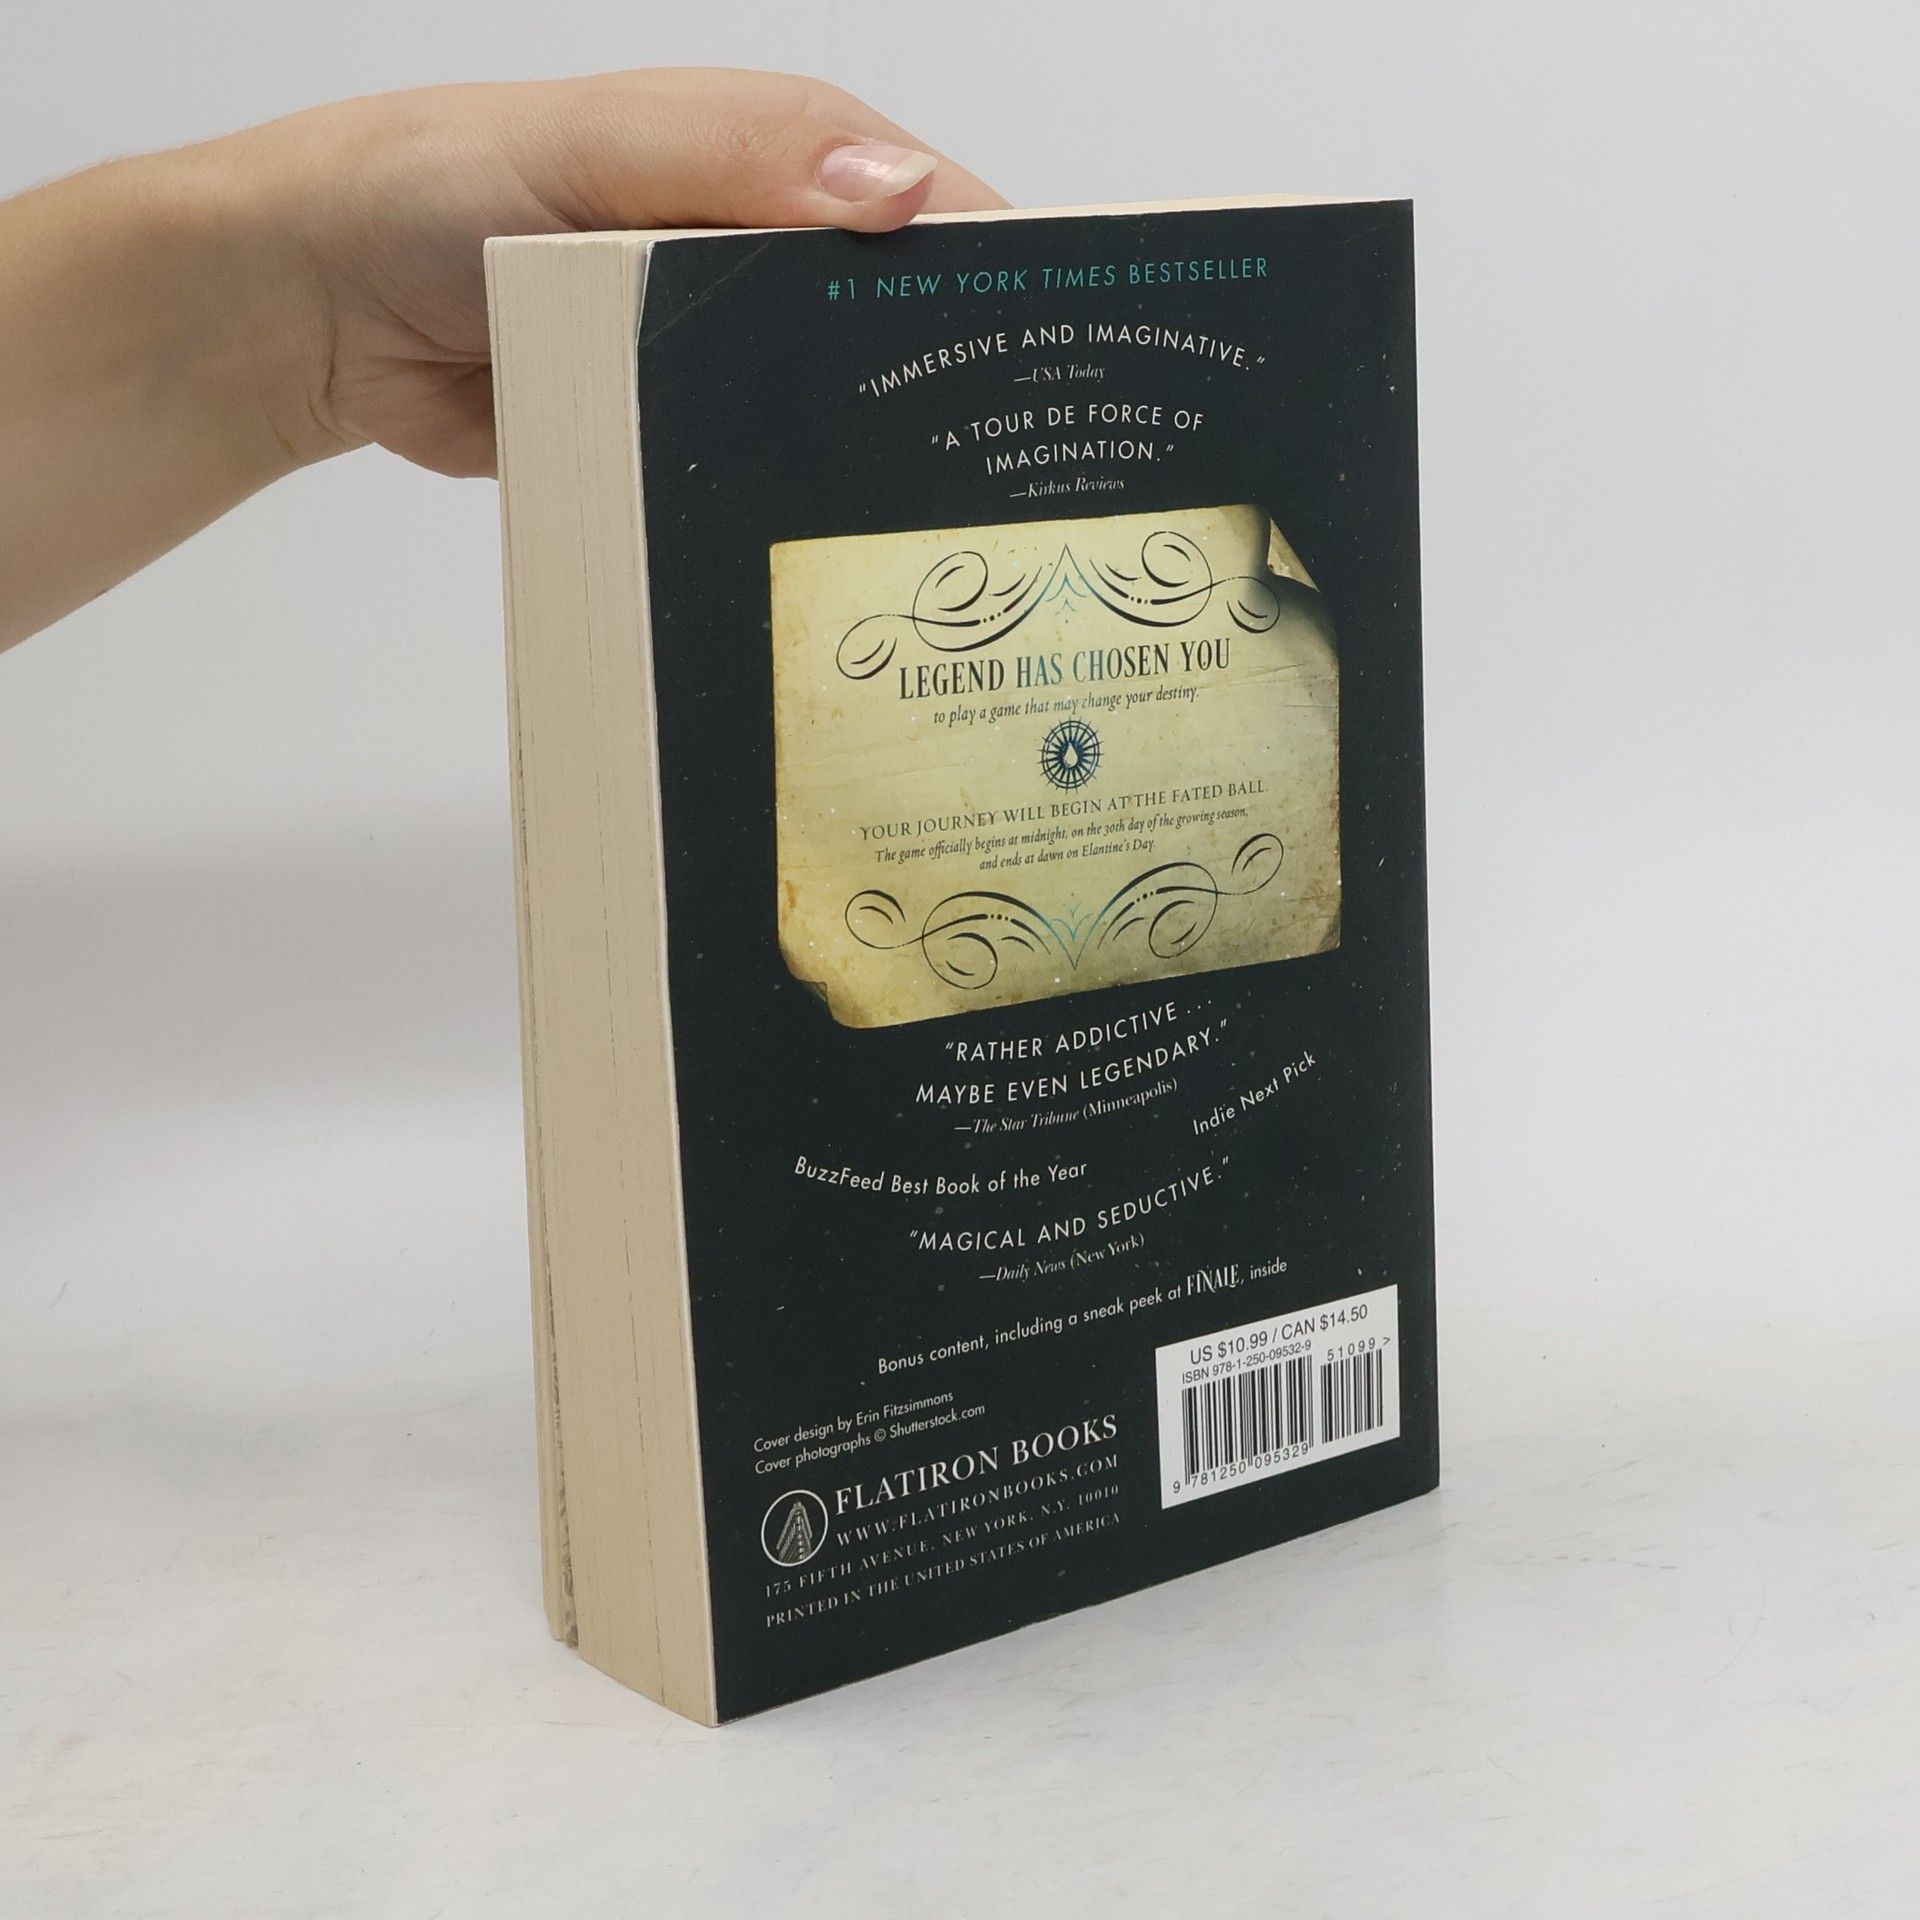 #1 NEW YORK TIMES BESTSELLER
"IMMERSIVE AND IMAGINATIVE."
—USA Today
"A TOUR DE FORCE OF
IMAGINATION."
—Kirkus Reviews
LEGEND HAS CHOSEN YOU
to play a game that may change your destiny.
YOUR JOURNEY WILL BEGIN AT THE FATED BALL.
The game officially begins at midnight, on the 30th day of the growing season,
and ends at dawn on Elantine's Day.
"RATHER ADDICTIVE . . .
MAYBE EVEN LEGENDARY."
—The Star Tribune (Minneapolis)
Indie Next Pick
BuzzFeed Best Book of the Year
"MAGICAL AND SEDUCTIVE."
—Daily News (New York)
Bonus content, including a sneak peek at FINALE, inside
Cover design by Erin Fitzsimmons
Cover photographs © Shutterstock.com
FLATIRON BOOKS
WWW.FLATIRONBOOKS.COM
175 FIFTH AVENUE, NEW YORK, N.Y. 10010
PRINTED IN THE UNITED STATES OF AMERICA
US $10.99 / CAN $14.50
ISBN 978-1-250-09532-9
51099>
9 781250 095329